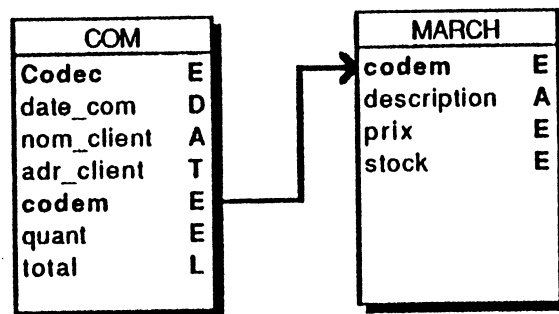 COM
Codec E
date_com D
nom_client A
adr_client T
codem E
quant E
total L
MARCH
codem E
description A
prix E
stock E